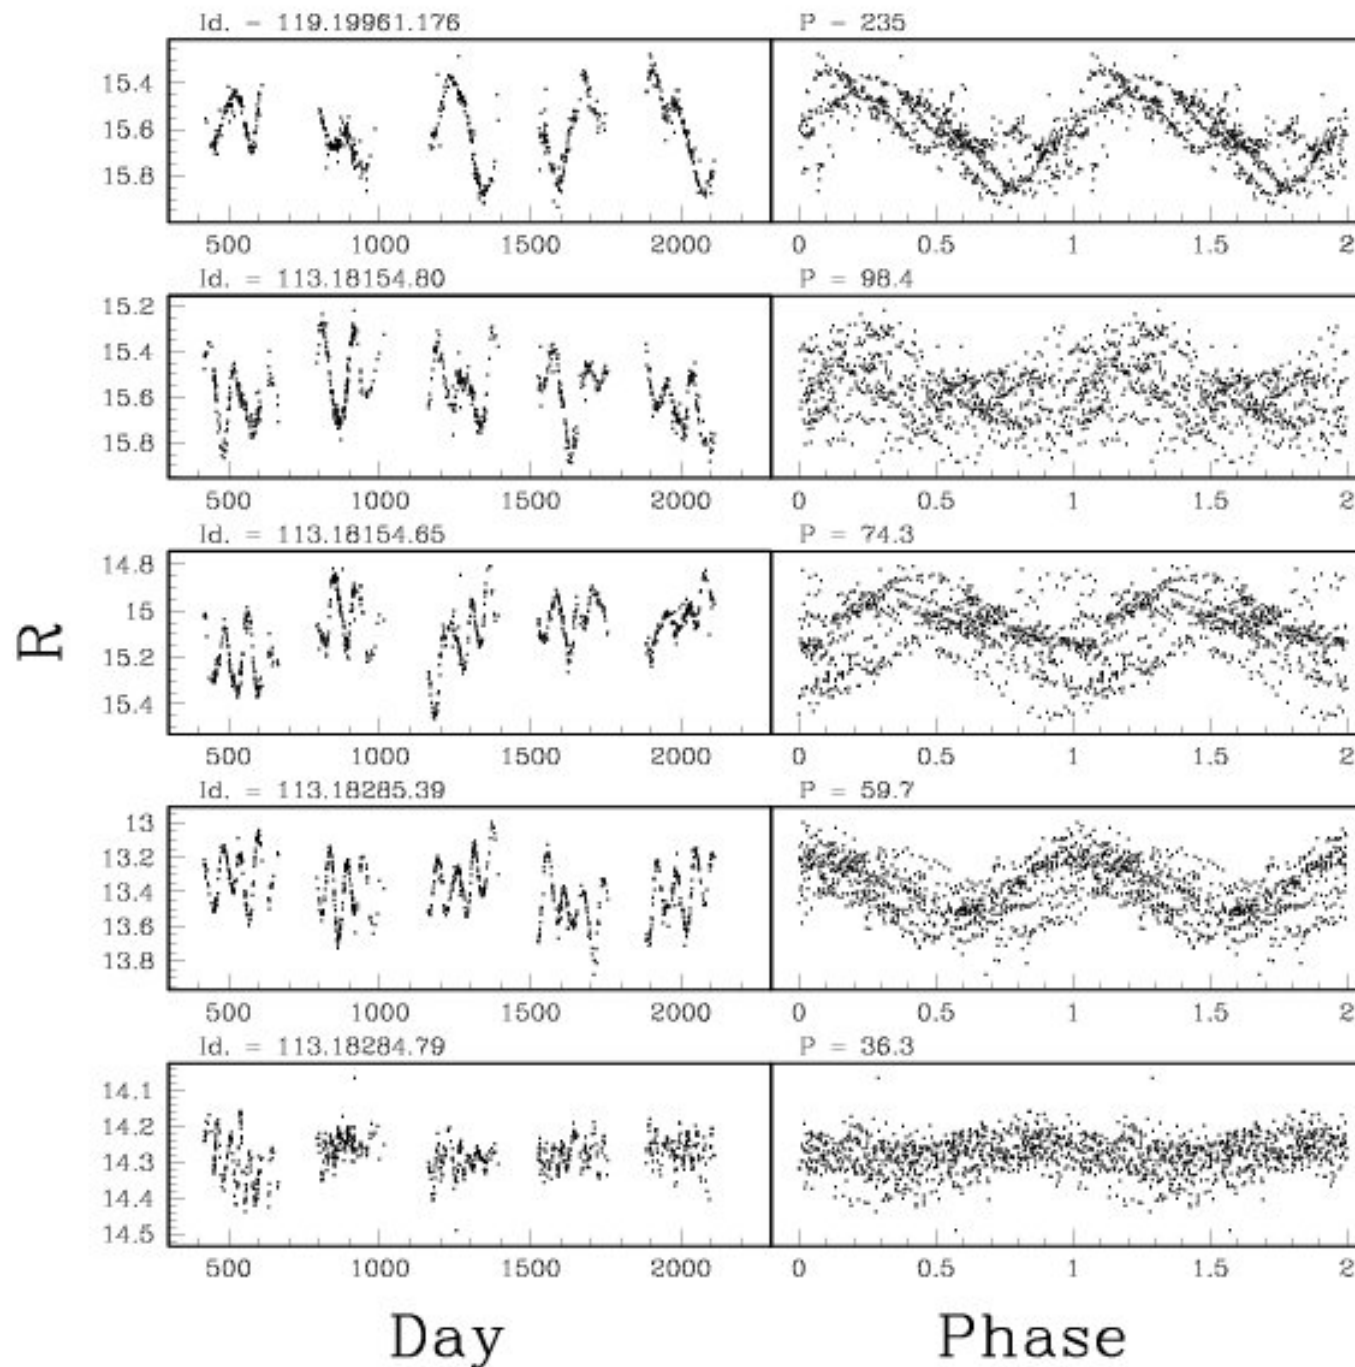 Id. = 119.19961.176 P = 235
15.4
15.6
15.8
500 1000 1500 2000 0 0.5 1 1.5 2
Id. = 113.18154.80 P = 98.4
15.2
15.4
15.6
15.8
500 1000 1500 2000 0 0.5 1 1.5 2
Id. = 113.18154.65 P = 74.3
14.8
15
15.2
15.4
500 1000 1500 2000 0 0.5 1 1.5 2
R
Id. = 113.18285.39 P = 59.7
13
13.2
13.4
13.6
13.8
500 1000 1500 2000 0 0.5 1 1.5 2
Id. = 113.18284.79 P = 36.3
14.1
14.2
14.3
14.4
14.5
500 1000 1500 2000 0 0.5 1 1.5 2
Day Phase